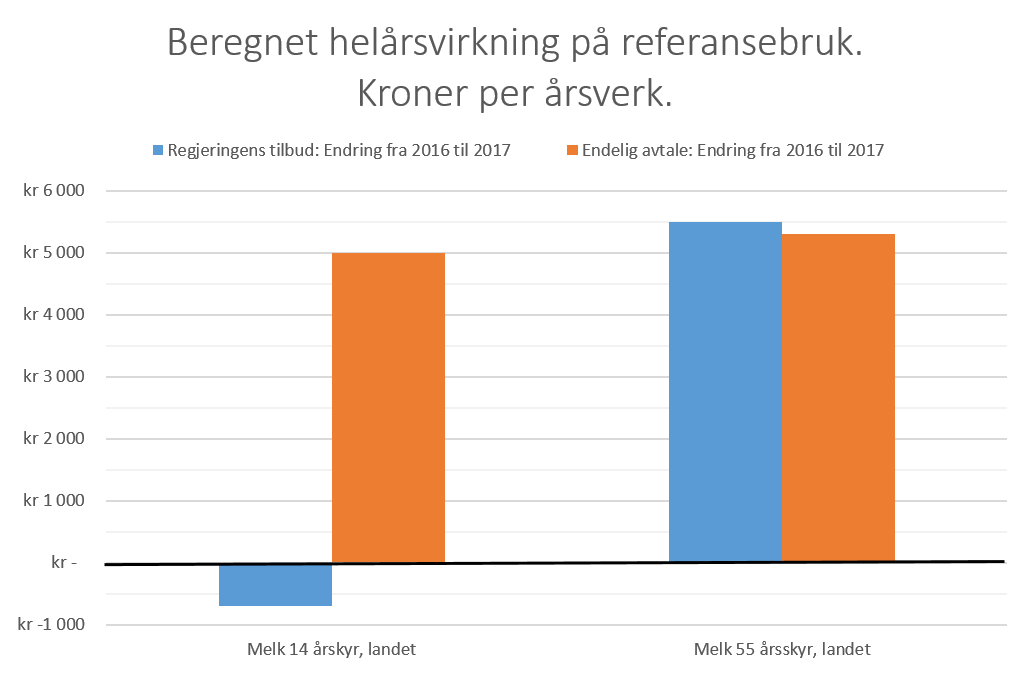 Beregnet helårsvirkning på referansebruk.
Kroner per årsverk.
Regjeringens tilbud: Endring fra 2016 til 2017
Endelig avtale: Endring fra 2016 til 2017
kr 6 000
kr 5 000
kr 4 000
kr 3 000
kr 2 000
kr 1 000
kr -
kr -1 000
Melk 14 årskyr, landet
Melk 55 årsskyr, landet